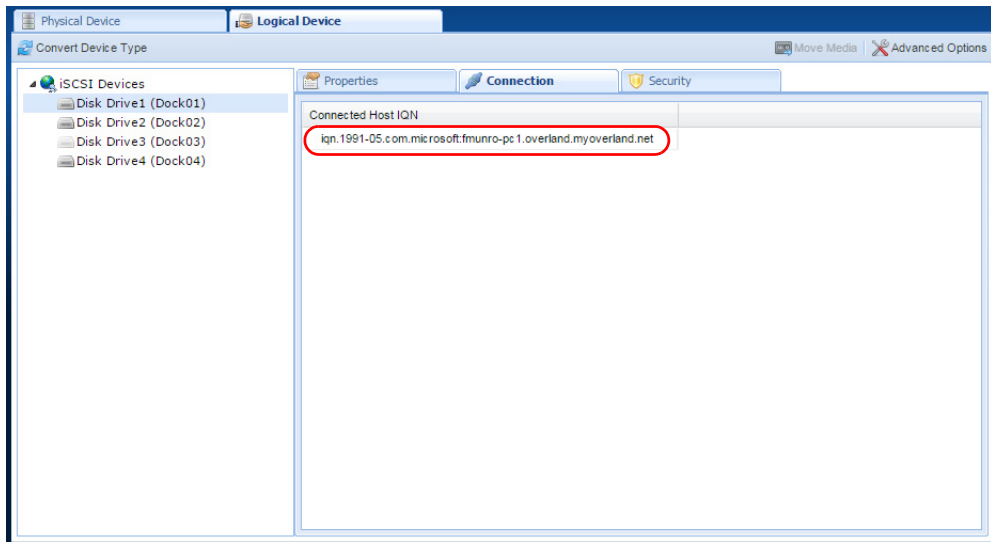 Physical Device
Logical Device
Convert Device Type
Move Media
Advanced Options
iSCSI Devices
Disk Drive1 (Dock01)
Disk Drive2 (Dock02)
Disk Drive3 (Dock03)
Disk Drive4 (Dock04)
Properties
Connection
Security
Connected Host IQN
iqn.1991-05.com.microsoft:fmunro-pc1.overland.myoverland.net